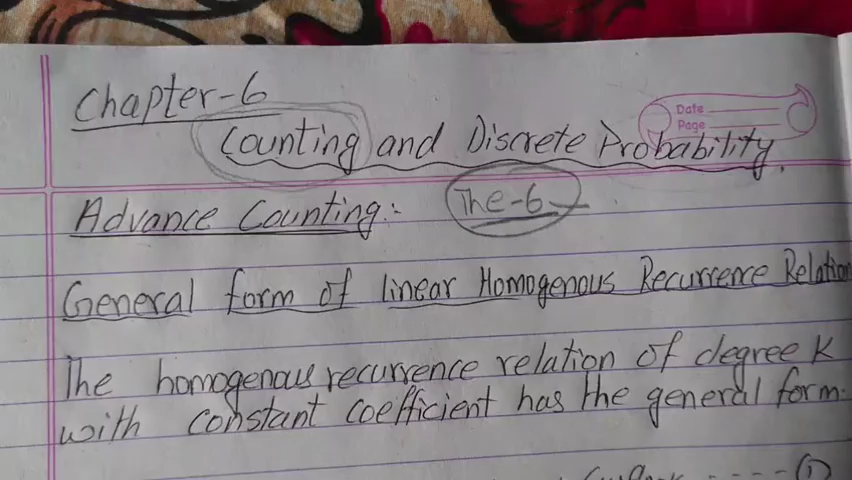 Chapter-6
Date
Page
Counting and Discrete Probability.
Advance Counting:- The-6
General form of linear Homogenous Recurrence Relation
The homogenous recurrence relation of degree K
with constant coefficient has the general form.
----①